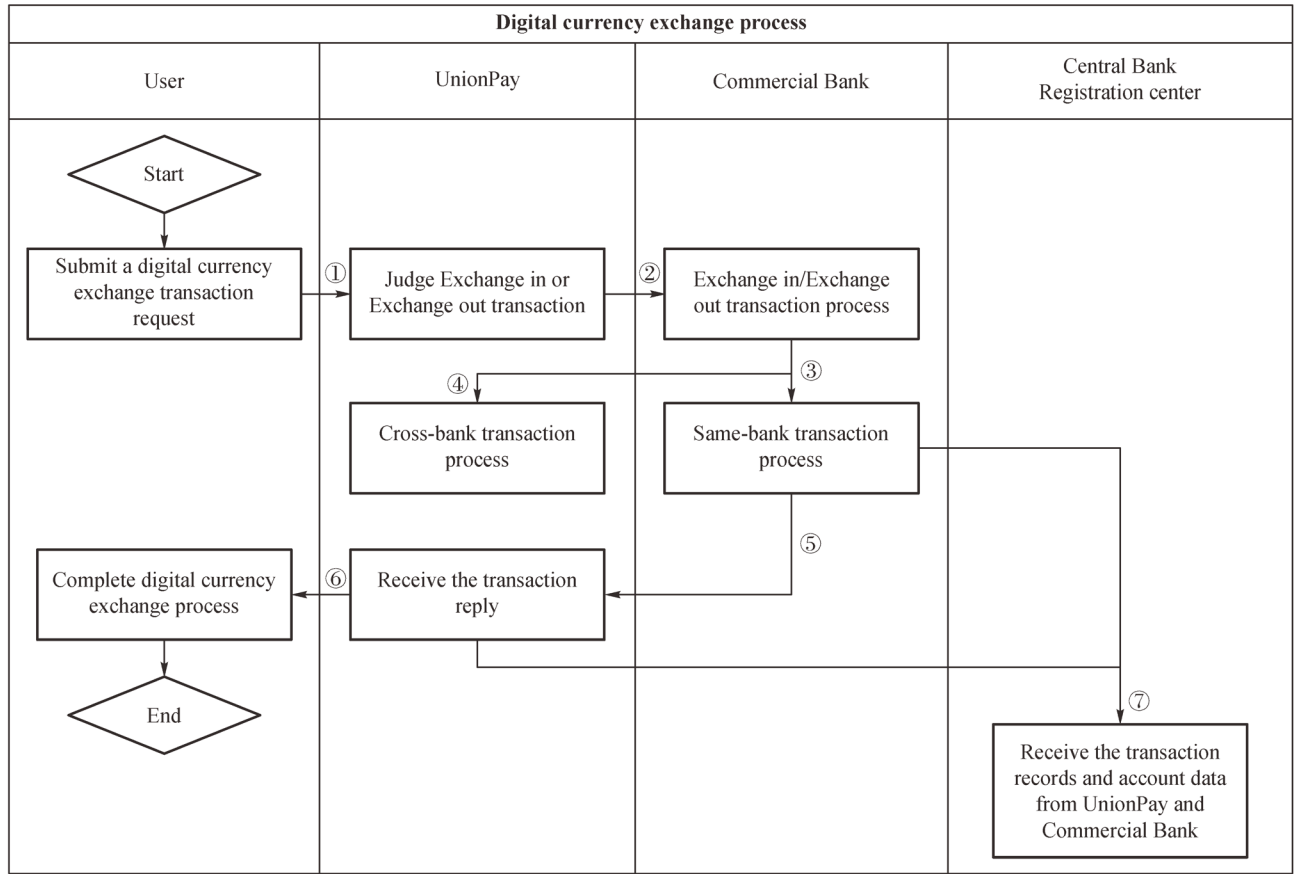 Digital currency exchange process
User
UnionPay
Commercial Bank
Central Bank
Registration center
Start
Submit a digital currency
exchange transaction
request
①
Judge Exchange in or
Exchange out transaction
②
Exchange in/Exchange
out transaction process
③
④
Cross-bank transaction
process
Same-bank transaction
process
⑤
Complete digital currency
exchange process
⑥
Receive the transaction
reply
End
⑦
Receive the transaction
records and account data
from UnionPay and
Commercial Bank